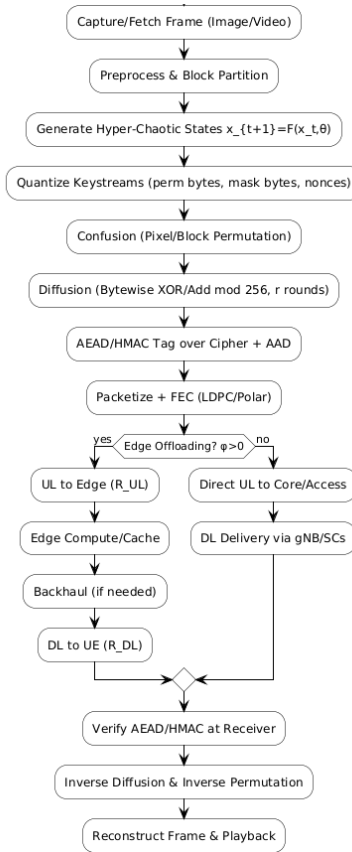 Capture/Fetch Frame (Image/Video)
Preprocess & Block Partition
Generate Hyper-Chaotic States x_{t+1}=F(x_t,θ)
Quantize Keystreams (perm bytes, mask bytes, nonces)
Confusion (Pixel/Block Permutation)
Diffusion (Bytewise XOR/Add mod 256, r rounds)
AEAD/HMAC Tag over Cipher + AAD
Packetize + FEC (LDPC/Polar)
Edge Offloading? φ>0
yes
UL to Edge (R_UL)
Edge Compute/Cache
Backhaul (if needed)
DL to UE (R_DL)
no
Direct UL to Core/Access
DL Delivery via gNB/SCs
Verify AEAD/HMAC at Receiver
Inverse Diffusion & Inverse Permutation
Reconstruct Frame & Playback